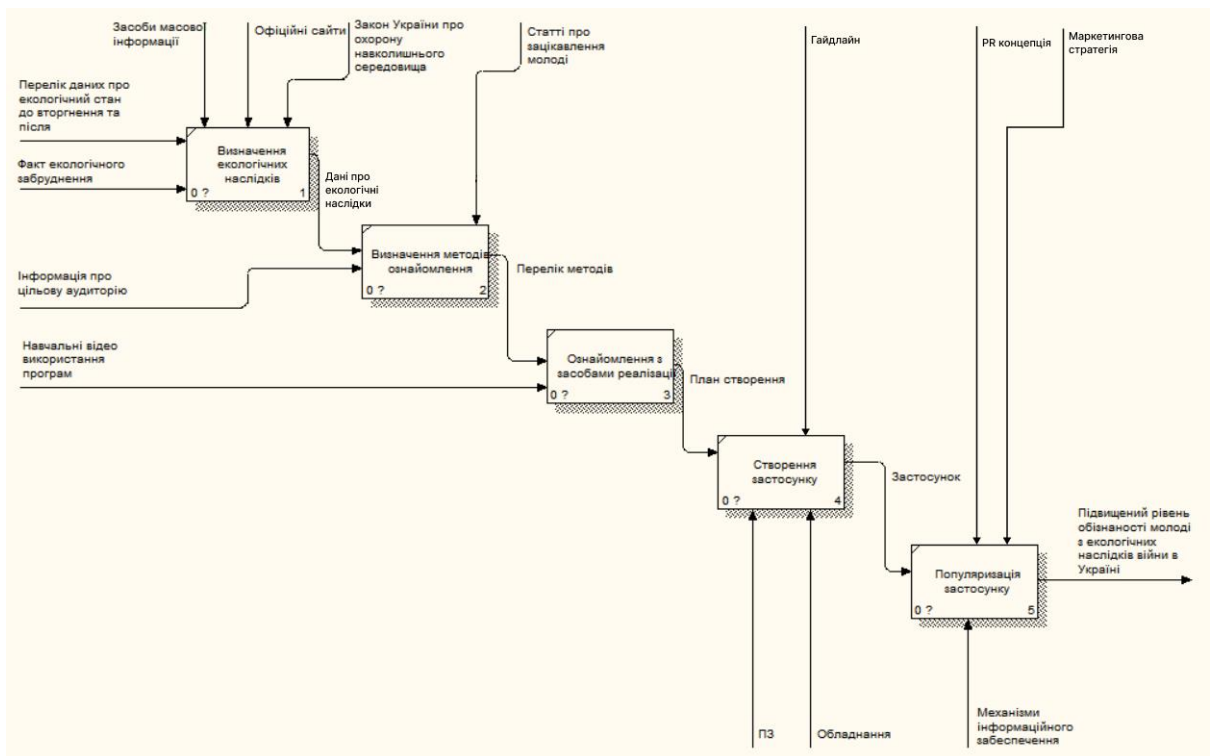 Засоби масової
інформації
Офіційні сайти
Закон України про
охорону
навколишнього
середовища
Статті про
зацікавлення
молоді
Гайдлайн
PR концепція
Маркетингова
стратегія
Перелік даних про
екологічний стан
до вторгнення та
після
Факт екологічного
забруднення
Визначення
екологічних
наслідків
0 ?
1
Дані про
екологічні
наслідки
Інформація про
цільову аудиторію
Визначення методів
ознайомлення
0 ?
2
Перелік методів
Навчальні відео
використання
програм
Ознайомлення з
засобами реалізації
0 ?
3
План створення
Створення
застосунку
0 ?
4
Застосунок
Популяризація
застосунку
0 ?
5
Підвищений рівень
обізнаності молоді
з екологічних
наслідків війни в
Україні
ПЗ
Обладнання
Механізми
інформаційного
забеспечення